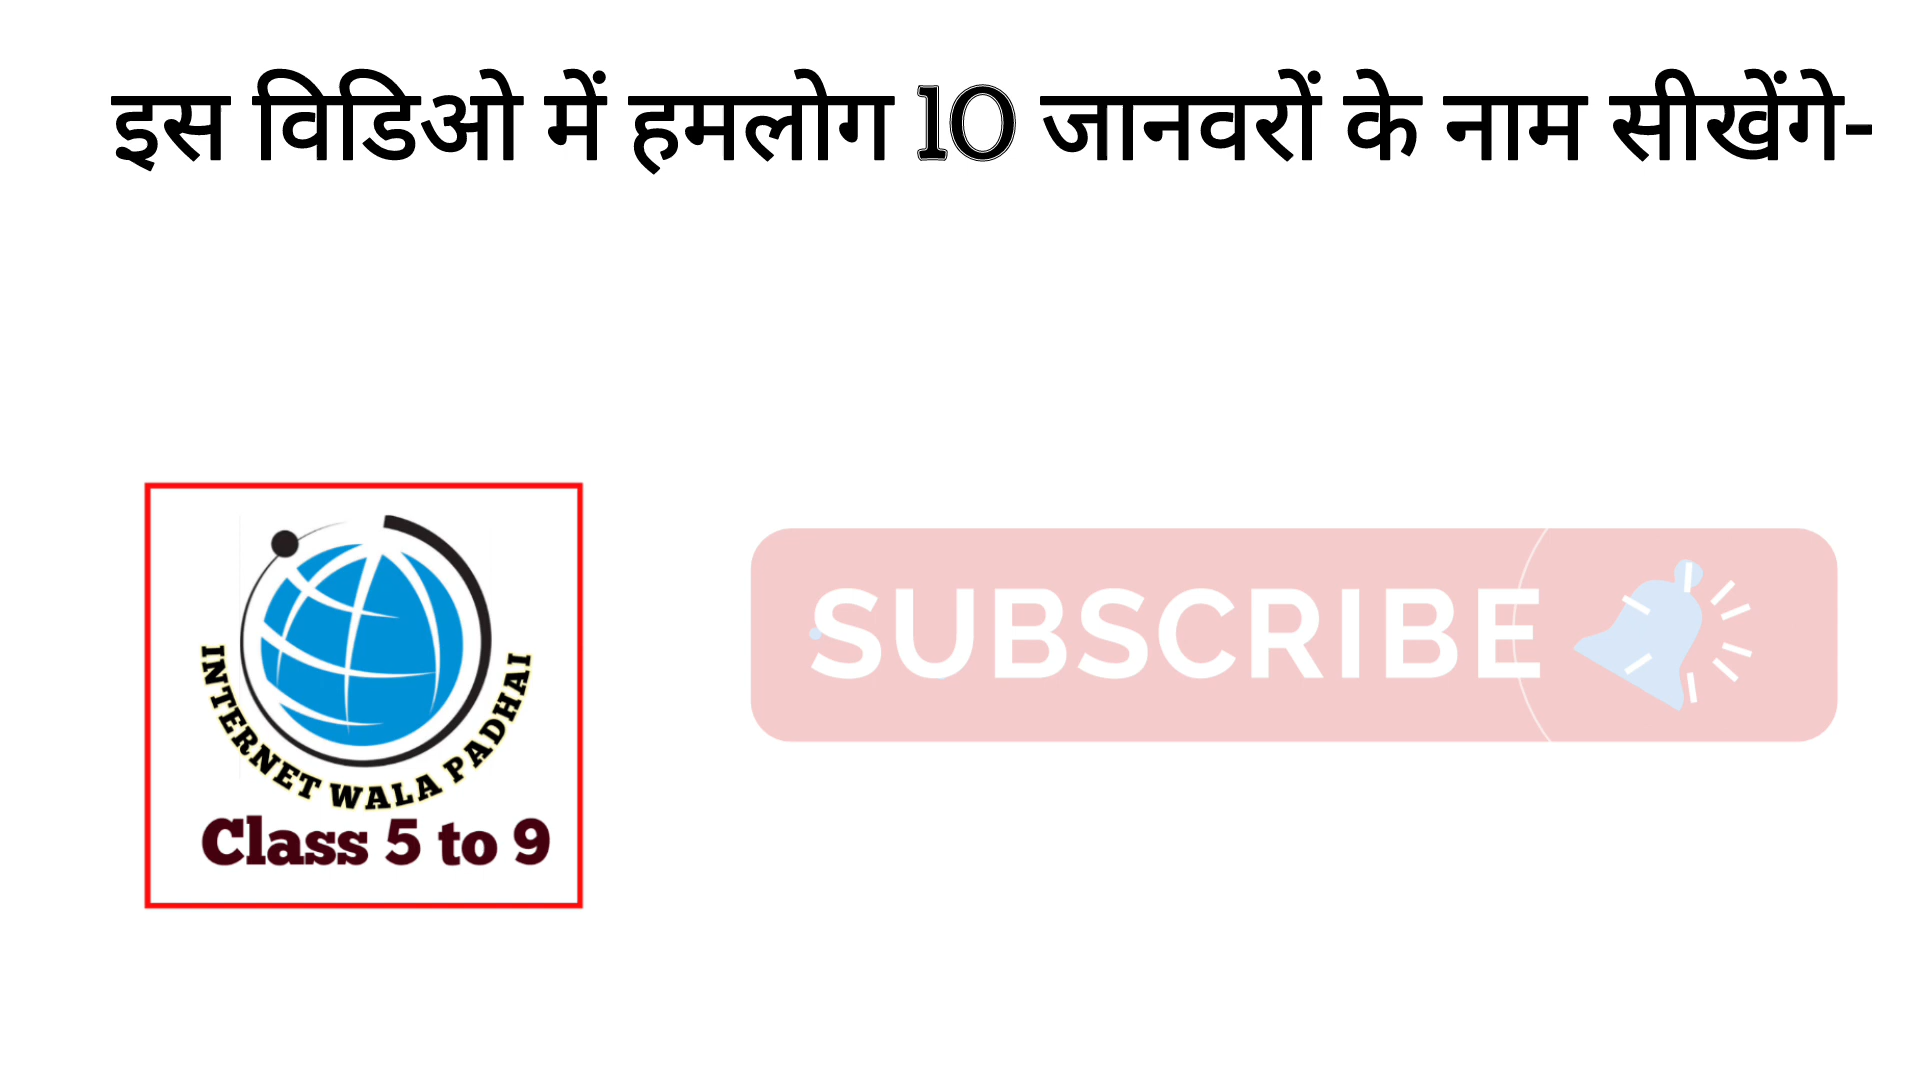 इस विडिओ में हमलोग 10 जानवरों के नाम सीखेंगे-
INTERNET WALA PADHAI
Class 5 to 9
SUBSCRIBE